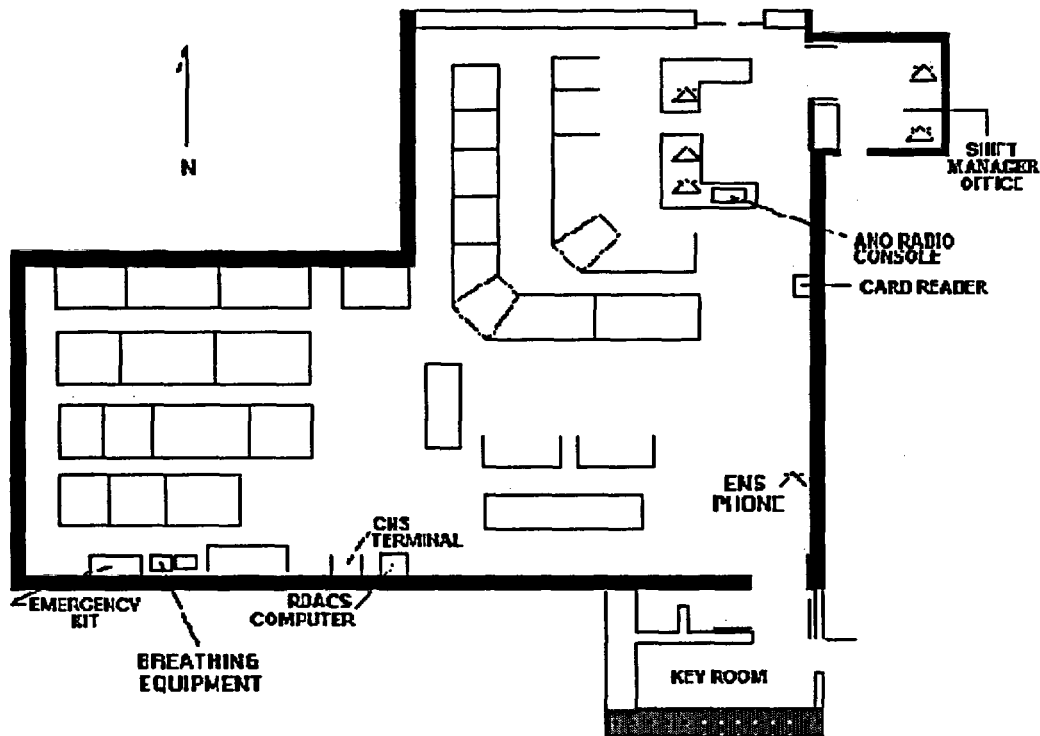 N
SHIFT
MANAGER
OFFICE
ANO RADIO
CONSOLE
CARD READER
ENS
PHONE
CHS
TERMINAL
EMERGENCY
KIT
RDACS
COMPUTER
BREATHING
EQUIPMENT
KEY ROOM